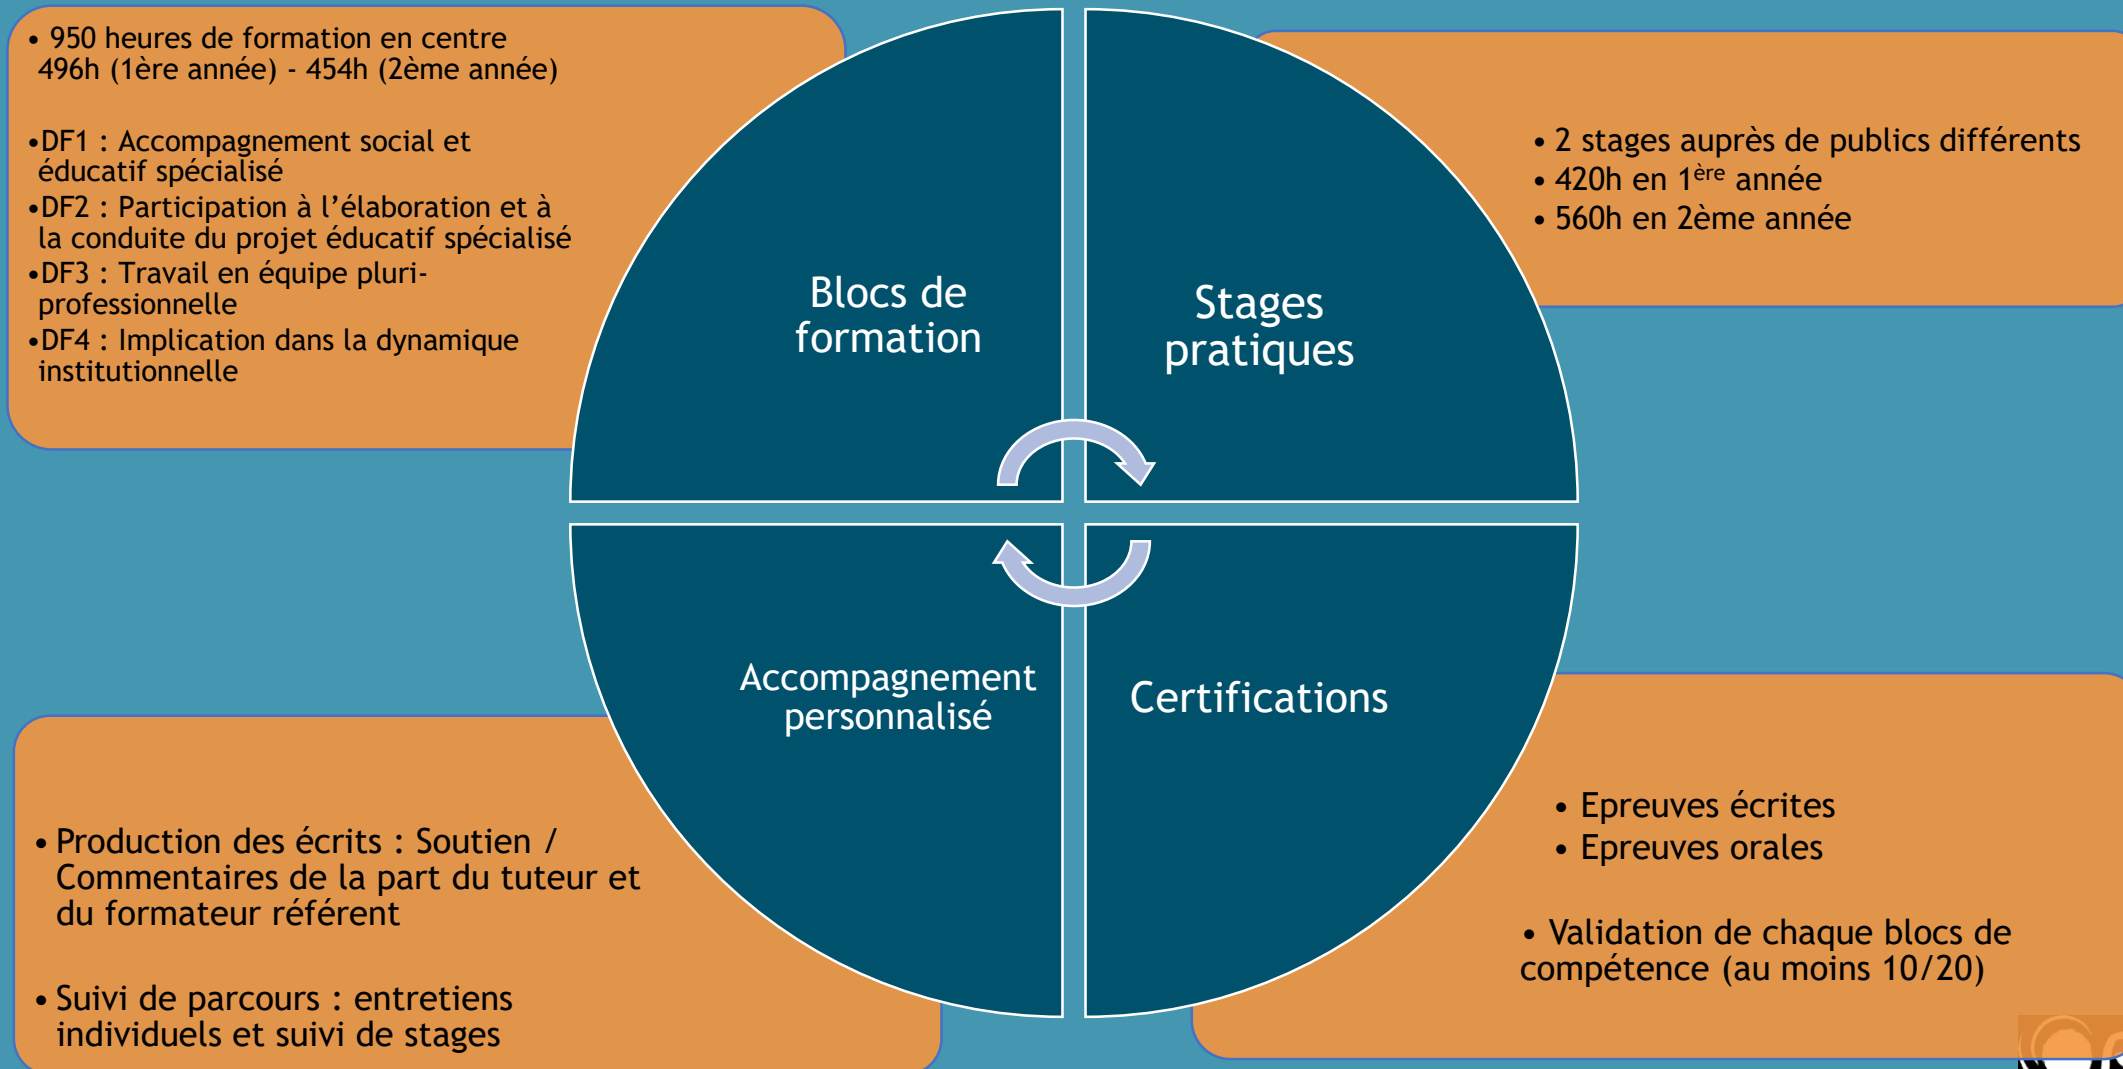 • 950 heures de formation en centre
496h (1ère année) - 454h (2ème année)
•DF1 : Accompagnement social et
éducatif spécialisé
•DF2 : Participation à l’élaboration et à
la conduite du projet éducatif spécialisé
•DF3 : Travail en équipe pluri-
professionnelle
•DF4 : Implication dans la dynamique
institutionnelle
Blocs de
formation
Stages
pratiques
• 2 stages auprès de publics différents
• 420h en 1ère année
• 560h en 2ème année
Accompagnement
personnalisé
Certifications
• Production des écrits : Soutien /
Commentaires de la part du tuteur et
du formateur référent
• Suivi de parcours : entretiens
individuels et suivi de stages
• Epreuves écrites
• Epreuves orales
• Validation de chaque blocs de
compétence (au moins 10/20)